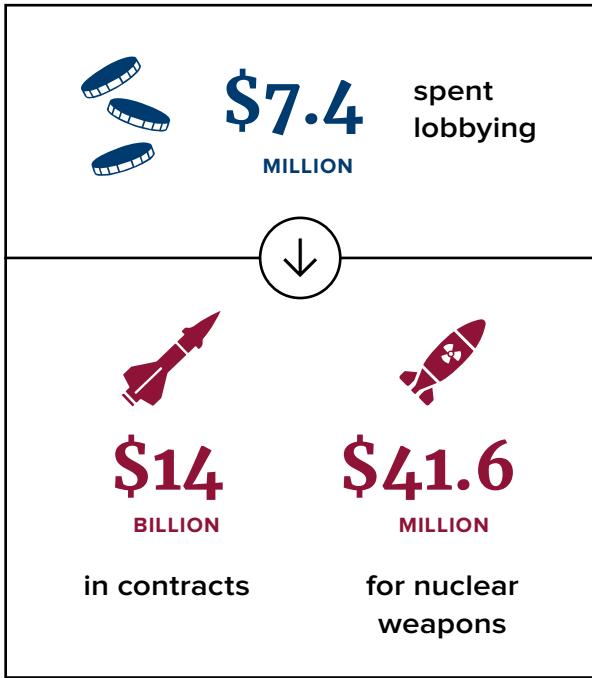 $7.4
MILLION
spent
lobbying
$14
BILLION
in contracts
$41.6
MILLION
for nuclear
weapons